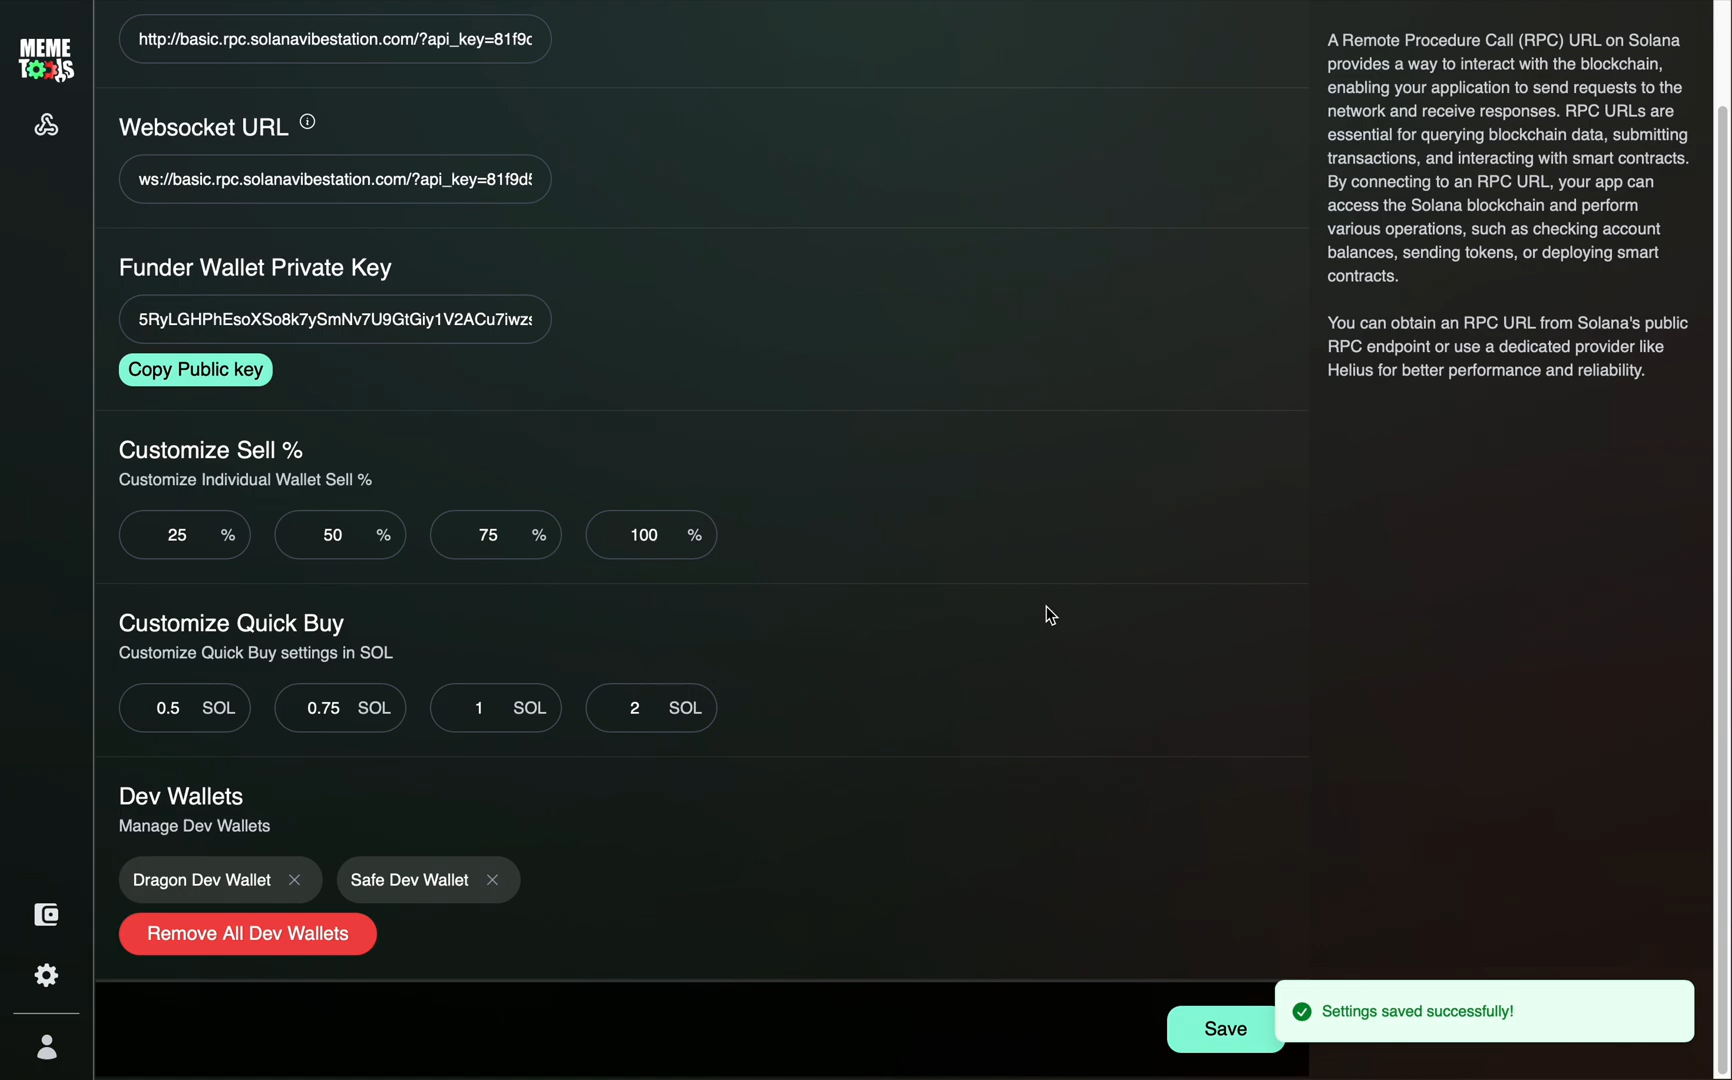 MEME
TOOLS
http://basic.rpc.solanavibestation.com/?api_key=81f9c
Websocket URL
ws://basic.rpc.solanavibestation.com/?api_key=81f9d
Funder Wallet Private Key
5RyLGHPhEsoXSo8k7ySmNv7U9GtGiy1V2ACu7iwz
Copy Public key
Customize Sell %
Customize Individual Wallet Sell %
25 % 50 % 75 % 100 %
Customize Quick Buy
Customize Quick Buy settings in SOL
0.5 SOL 0.75 SOL 1 SOL 2 SOL
Dev Wallets
Manage Dev Wallets
Dragon Dev Wallet Safe Dev Wallet
Remove All Dev Wallets
Save
A Remote Procedure Call (RPC) URL on Solana
provides a way to interact with the blockchain,
enabling your application to send requests to the
network and receive responses. RPC URLs are
essential for querying blockchain data, submitting
transactions, and interacting with smart contracts.
By connecting to an RPC URL, your app can
access the Solana blockchain and perform
various operations, such as checking account
balances, sending tokens, or deploying smart
contracts.
You can obtain an RPC URL from Solana's public
RPC endpoint or use a dedicated provider like
Helius for better performance and reliability.
Settings saved successfully!